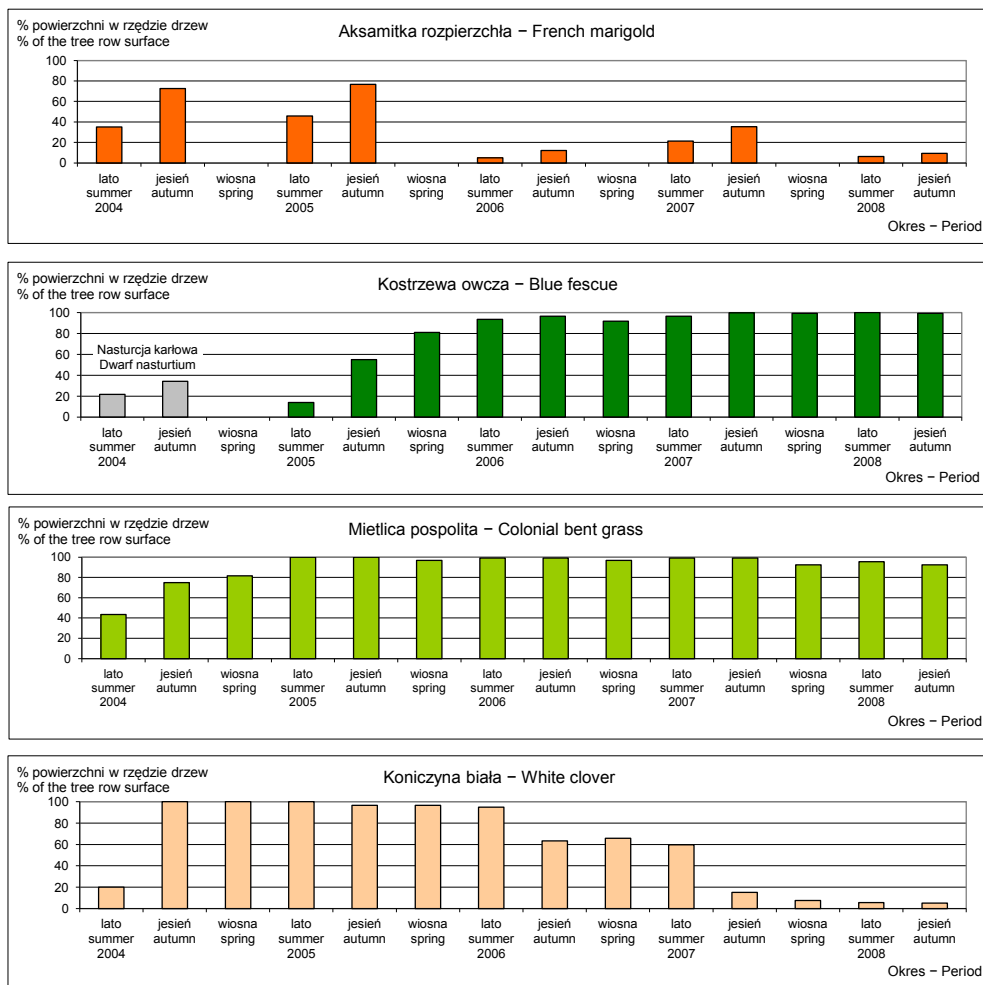 % powierzchni w rzędzie drzew
% of the tree row surface
Aksamitka rozpierzchła − French marigold
100
80
60
40
20
0
lato jesień wiosna lato jesień wiosna lato jesień wiosna lato jesień wiosna lato jesień
summer autumn spring summer autumn spring summer autumn spring summer autumn spring summer autumn
2004 2005 2006 2007 2008
Okres − Period
% powierzchni w rzędzie drzew
% of the tree row surface
Kostrzewa owcza − Blue fescue
100
80
60
40
20
0
Nasturcja karłowa
Dwarf nasturtium
lato jesień wiosna lato jesień wiosna lato jesień wiosna lato jesień wiosna lato jesień
summer autumn spring summer autumn spring summer autumn spring summer autumn spring summer autumn
2004 2005 2006 2007 2008
Okres − Period
% powierzchni w rzędzie drzew
% of the tree row surface
Mietlica pospolita − Colonial bent grass
100
80
60
40
20
0
lato jesień wiosna lato jesień wiosna lato jesień wiosna lato jesień wiosna lato jesień
summer autumn spring summer autumn spring summer autumn spring summer autumn spring summer autumn
2004 2005 2006 2007 2008
Okres − Period
% powierzchni w rzędzie drzew
% of the tree row surface
Koniczyna biała − White clover
100
80
60
40
20
0
lato jesień wiosna lato jesień wiosna lato jesień wiosna lato jesień wiosna lato jesień
summer autumn spring summer autumn spring summer autumn spring summer autumn spring summer autumn
2004 2005 2006 2007 2008
Okres − Period